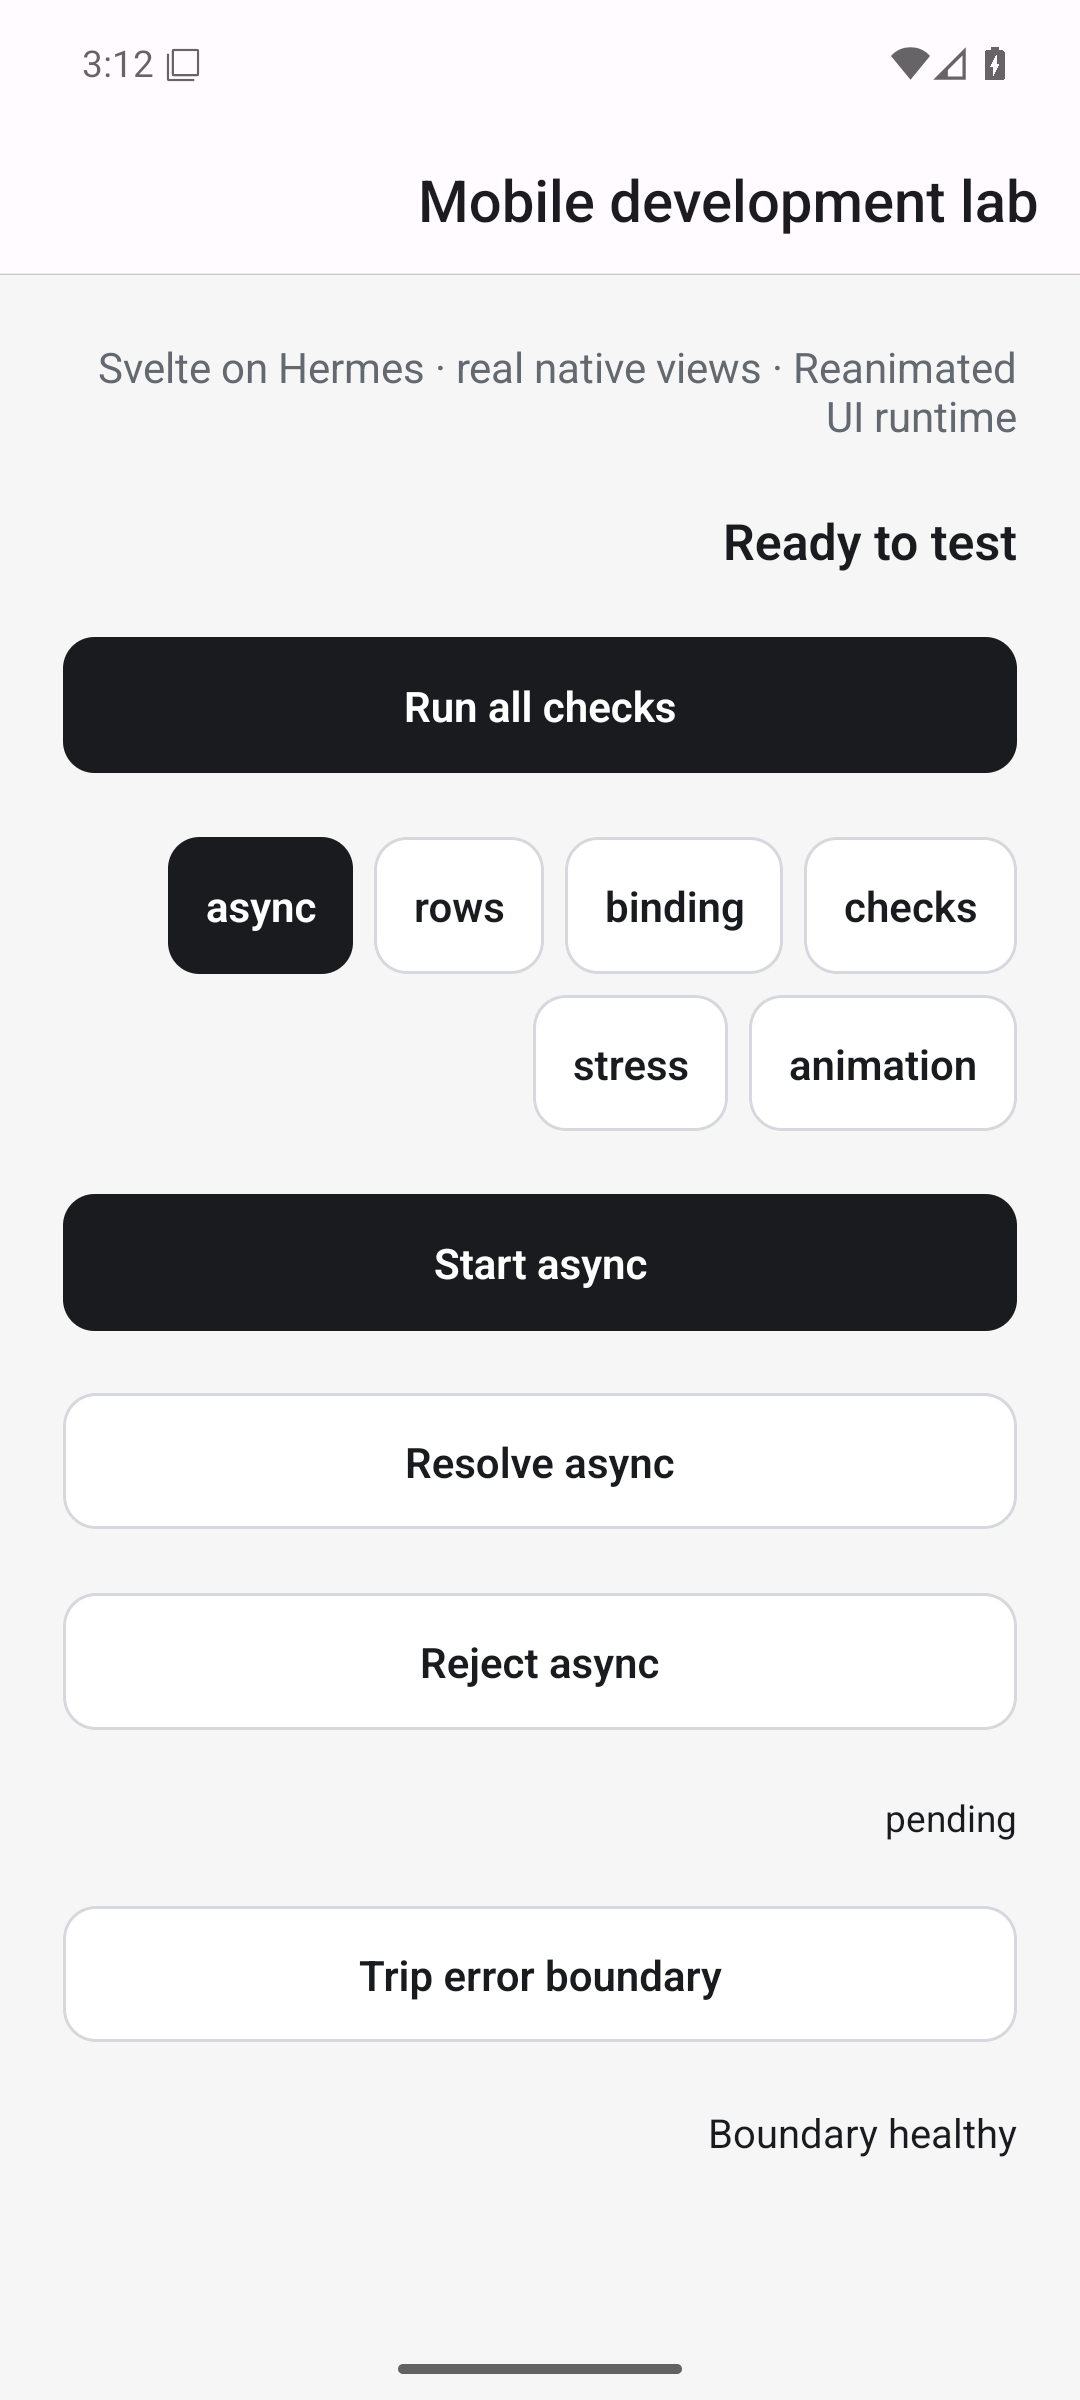 3:12
Mobile development lab
Svelte on Hermes · real native views · Reanimated
UI runtime
Ready to test
Run all checks
async rows binding checks
stress animation
Start async
Resolve async
Reject async
pending
Trip error boundary
Boundary healthy